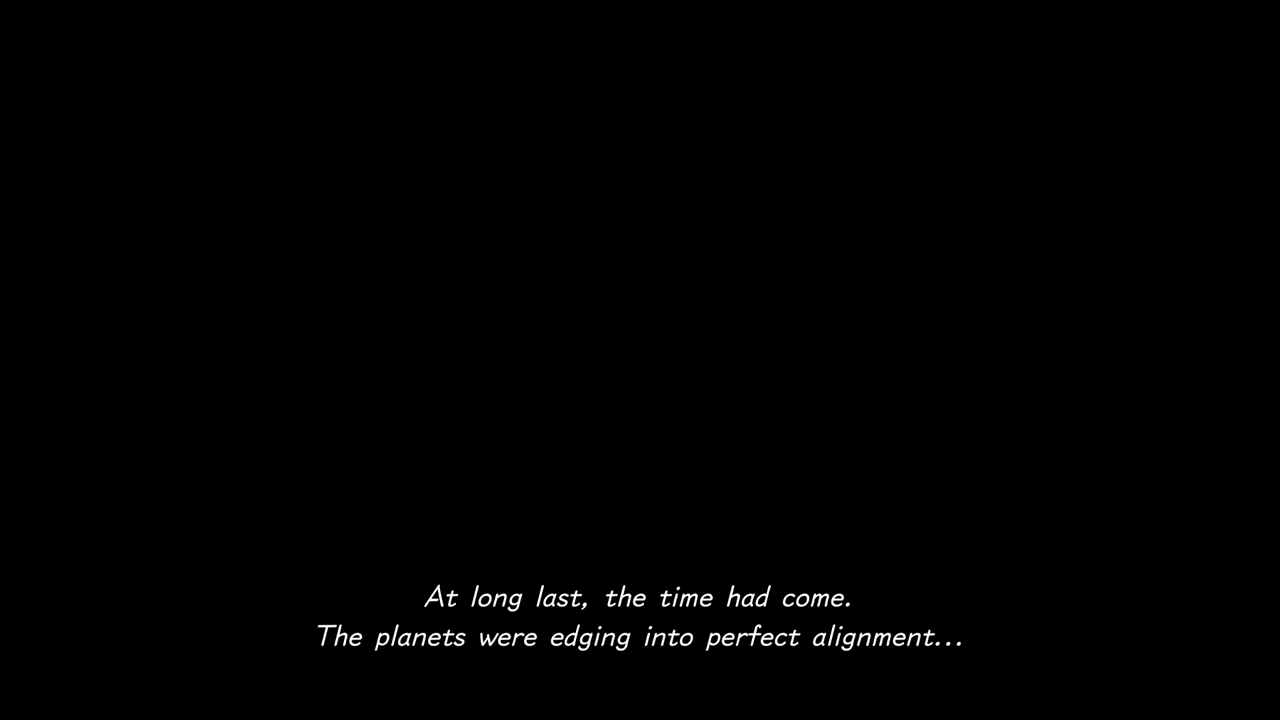 At long last, the time had come.
The planets were edging into perfect alignment...